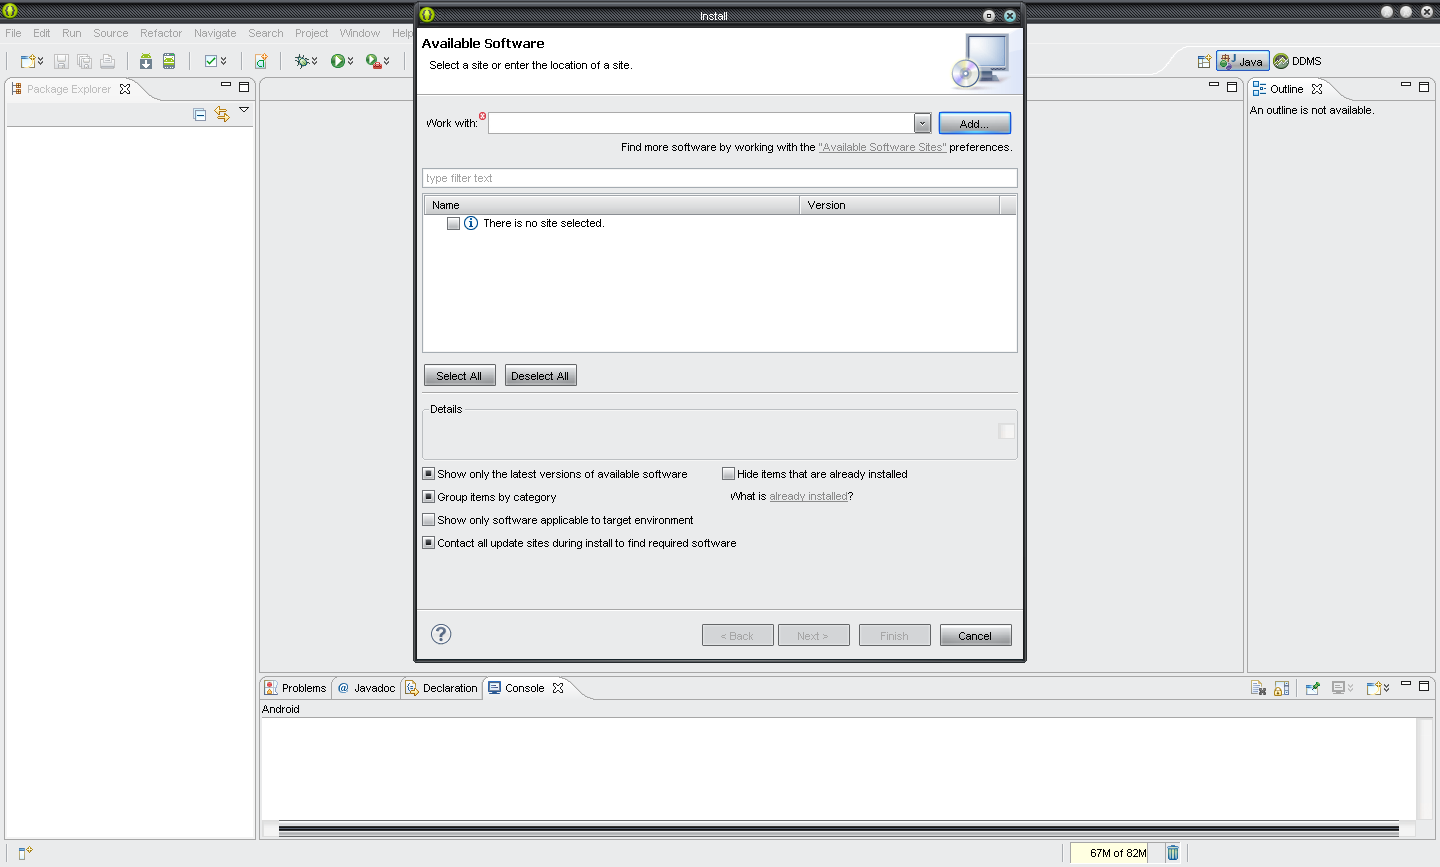 Install
File Edit Run Source Refactor Navigate Search Project Window Help
Available Software
Select a site or enter the location of a site.
Java DDMS
Package Explorer
Outline
An outline is not available.
Work with:
Add...
Find more software by working with the "Available Software Sites" preferences.
type filter text
Name Version
There is no site selected.
Select All Deselect All
Details
Show only the latest versions of available software
Hide items that are already installed
Group items by category
What is already installed?
Show only software applicable to target environment
Contact all update sites during install to find required software
< Back Next > Finish Cancel
Problems @ Javadoc Declaration Console
Android
67M of 82M